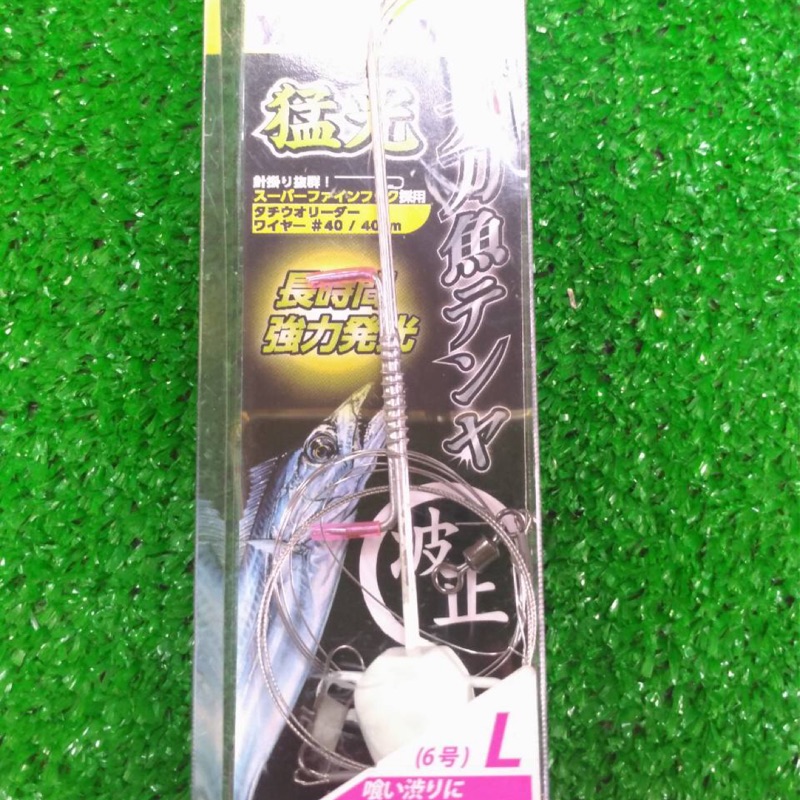 猛光
針掛り抜群!
スーパーファインフック採用
タチウオリーダー
ワイヤー #40 / 40cm
長時間
強力発光
太刀魚テンヤ
波止
(6号) L
喰い渋りに